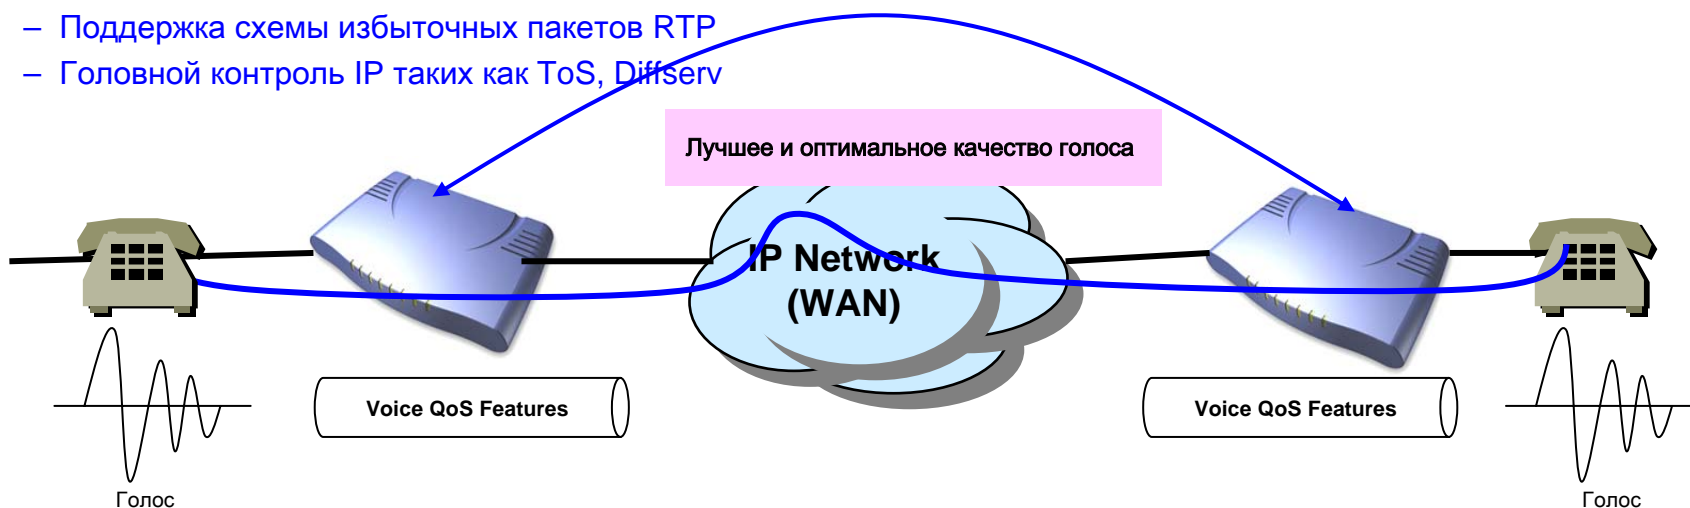 – Поддержка схемы избыточных пакетов RTP
– Головной контроль IP таких как ToS, Diffserv
Лучшее и оптимальное качество голоса
IP Network
(WAN)
Voice QoS Features
Voice QoS Features
Голос
Голос